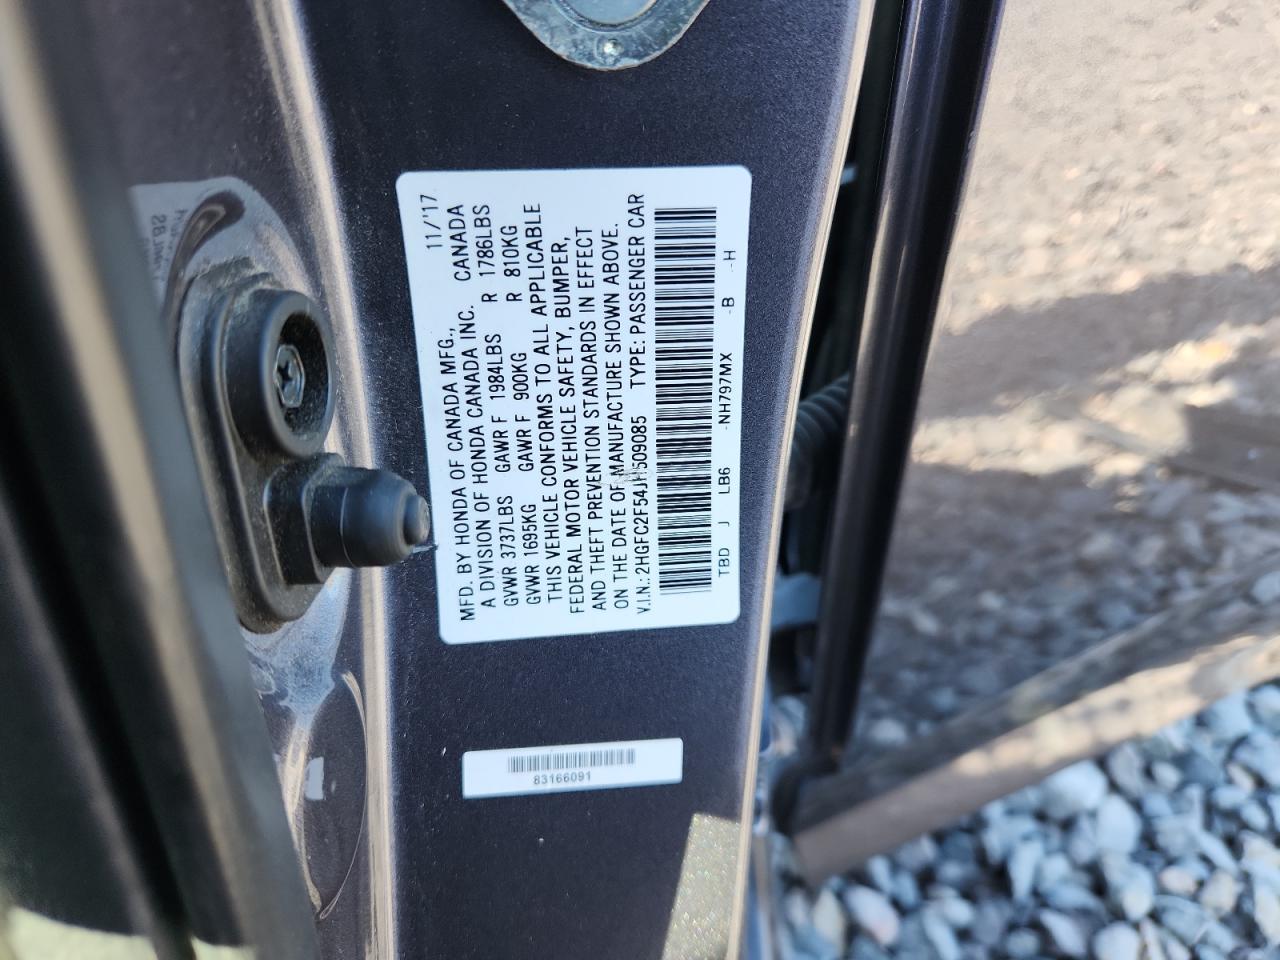 11/'17
MFD. BY HONDA OF CANADA MFG.,
A DIVISION OF HONDA CANADA INC. CANADA
GVWR 3737LBS GAWR F 1984LBS R 1786LBS
GVWR 1695KG GAWR F 900KG R 810KG
THIS VEHICLE CONFORMS TO ALL APPLICABLE
FEDERAL MOTOR VEHICLE SAFETY, BUMPER,
AND THEFT PREVENTION STANDARDS IN EFFECT
ON THE DATE OF MANUFACTURE SHOWN ABOVE.
V.I.N.: 2HGFC2F54JH509085 TYPE: PASSENGER CAR
TBD J LB6 -NH797MX -B -H
83166091